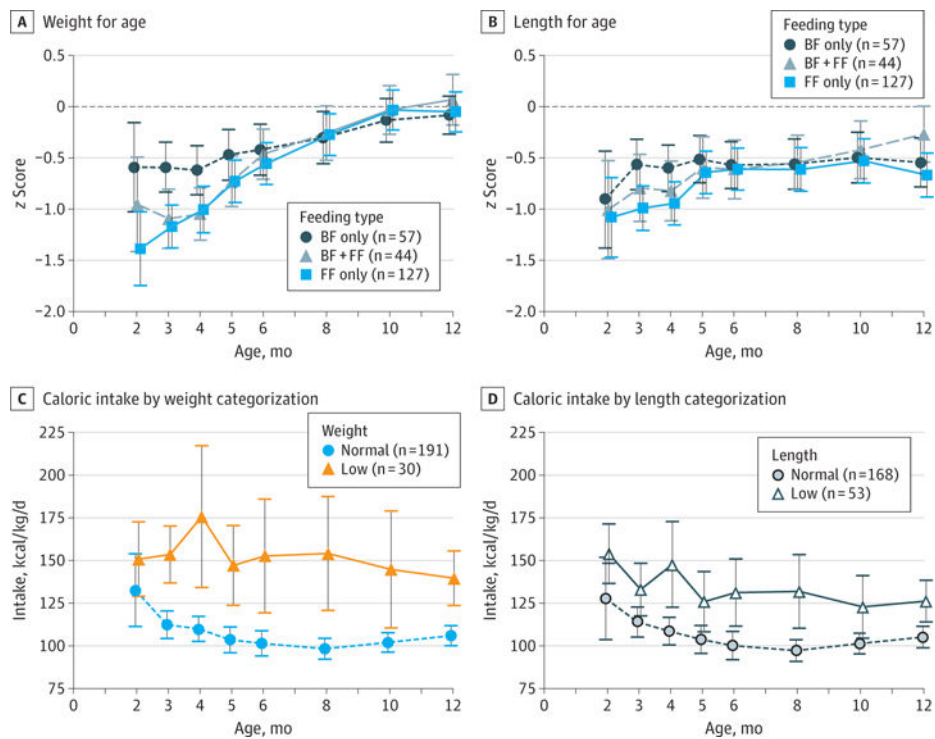 A Weight for age
0.5
0
−0.5
−1.0
−1.5
−2.0
z Score
Feeding type
BF only (n = 57)
BF + FF (n = 44)
FF only (n = 127)
0 2 3 4 5 6 8 10 12
Age, mo
B Length for age
0.5
0
−0.5
−1.0
−1.5
−2.0
z Score
Feeding type
BF only (n = 57)
BF + FF (n = 44)
FF only (n = 127)
0 2 3 4 5 6 8 10 12
Age, mo
C Caloric intake by weight categorization
225
200
175
150
125
100
75
Intake, kcal/kg/d
Weight
Normal (n = 191)
Low (n = 30)
0 2 3 4 5 6 8 10 12
Age, mo
D Caloric intake by length categorization
225
200
175
150
125
100
75
Intake, kcal/kg/d
Length
Normal (n = 168)
Low (n = 53)
0 2 3 4 5 6 8 10 12
Age, mo